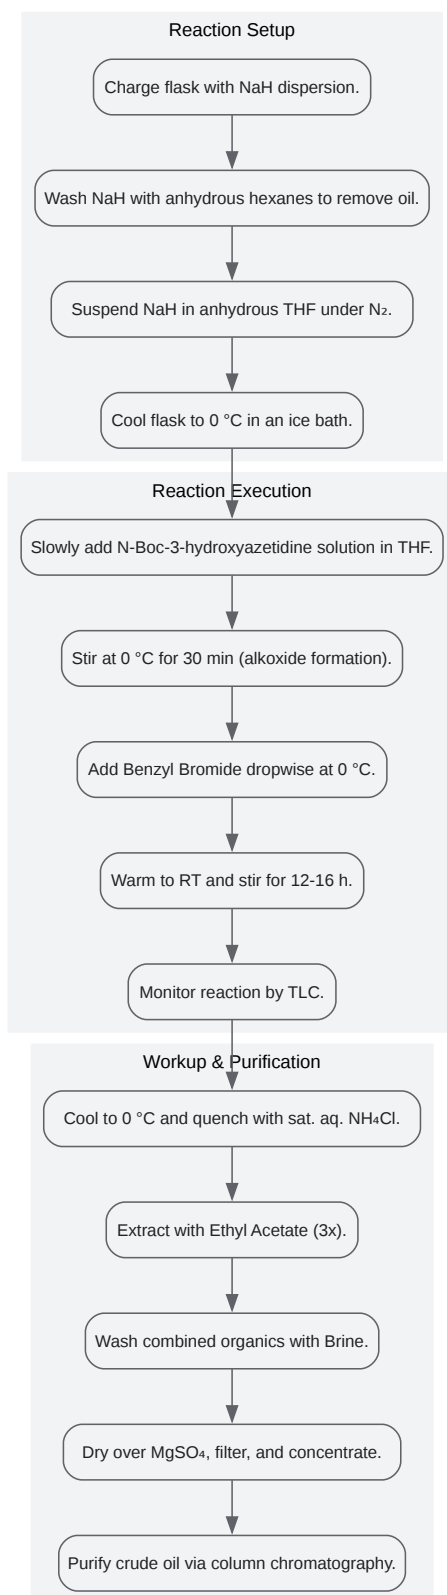 Reaction Setup
Charge flask with NaH dispersion.
Wash NaH with anhydrous hexanes to remove oil.
Suspend NaH in anhydrous THF under N₂.
Cool flask to 0 °C in an ice bath.
Reaction Execution
Slowly add N-Boc-3-hydroxyazetidine solution in THF.
Stir at 0 °C for 30 min (alkoxide formation).
Add Benzyl Bromide dropwise at 0 °C.
Warm to RT and stir for 12-16 h.
Monitor reaction by TLC.
Workup & Purification
Cool to 0 °C and quench with sat. aq. NH₄Cl.
Extract with Ethyl Acetate (3x).
Wash combined organics with Brine.
Dry over MgSO₄, filter, and concentrate.
Purify crude oil via column chromatography.